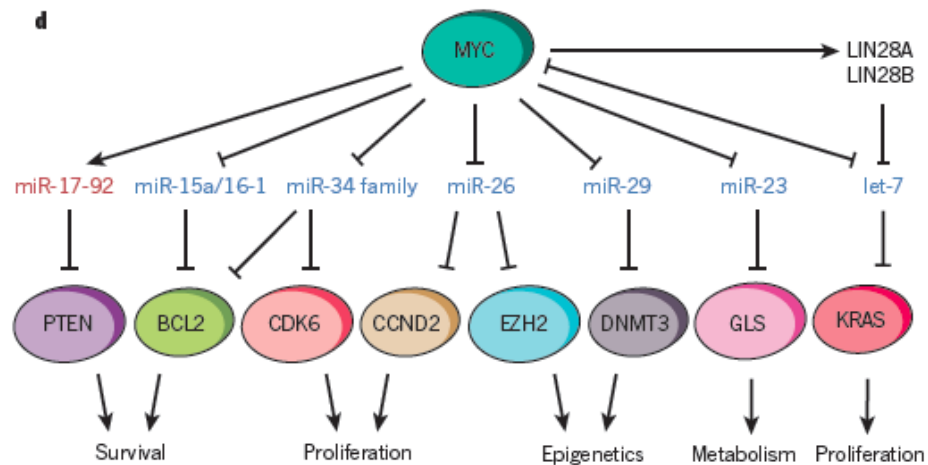 d
MYC
LIN28A
LIN28B
miR-17-92 miR-15a/16-1 miR-34 family miR-26 miR-29 miR-23 let-7
PTEN BCL2 CDK6 CCND2 EZH2 DNMT3 GLS KRAS
Survival Proliferation Epigenetics Metabolism Proliferation